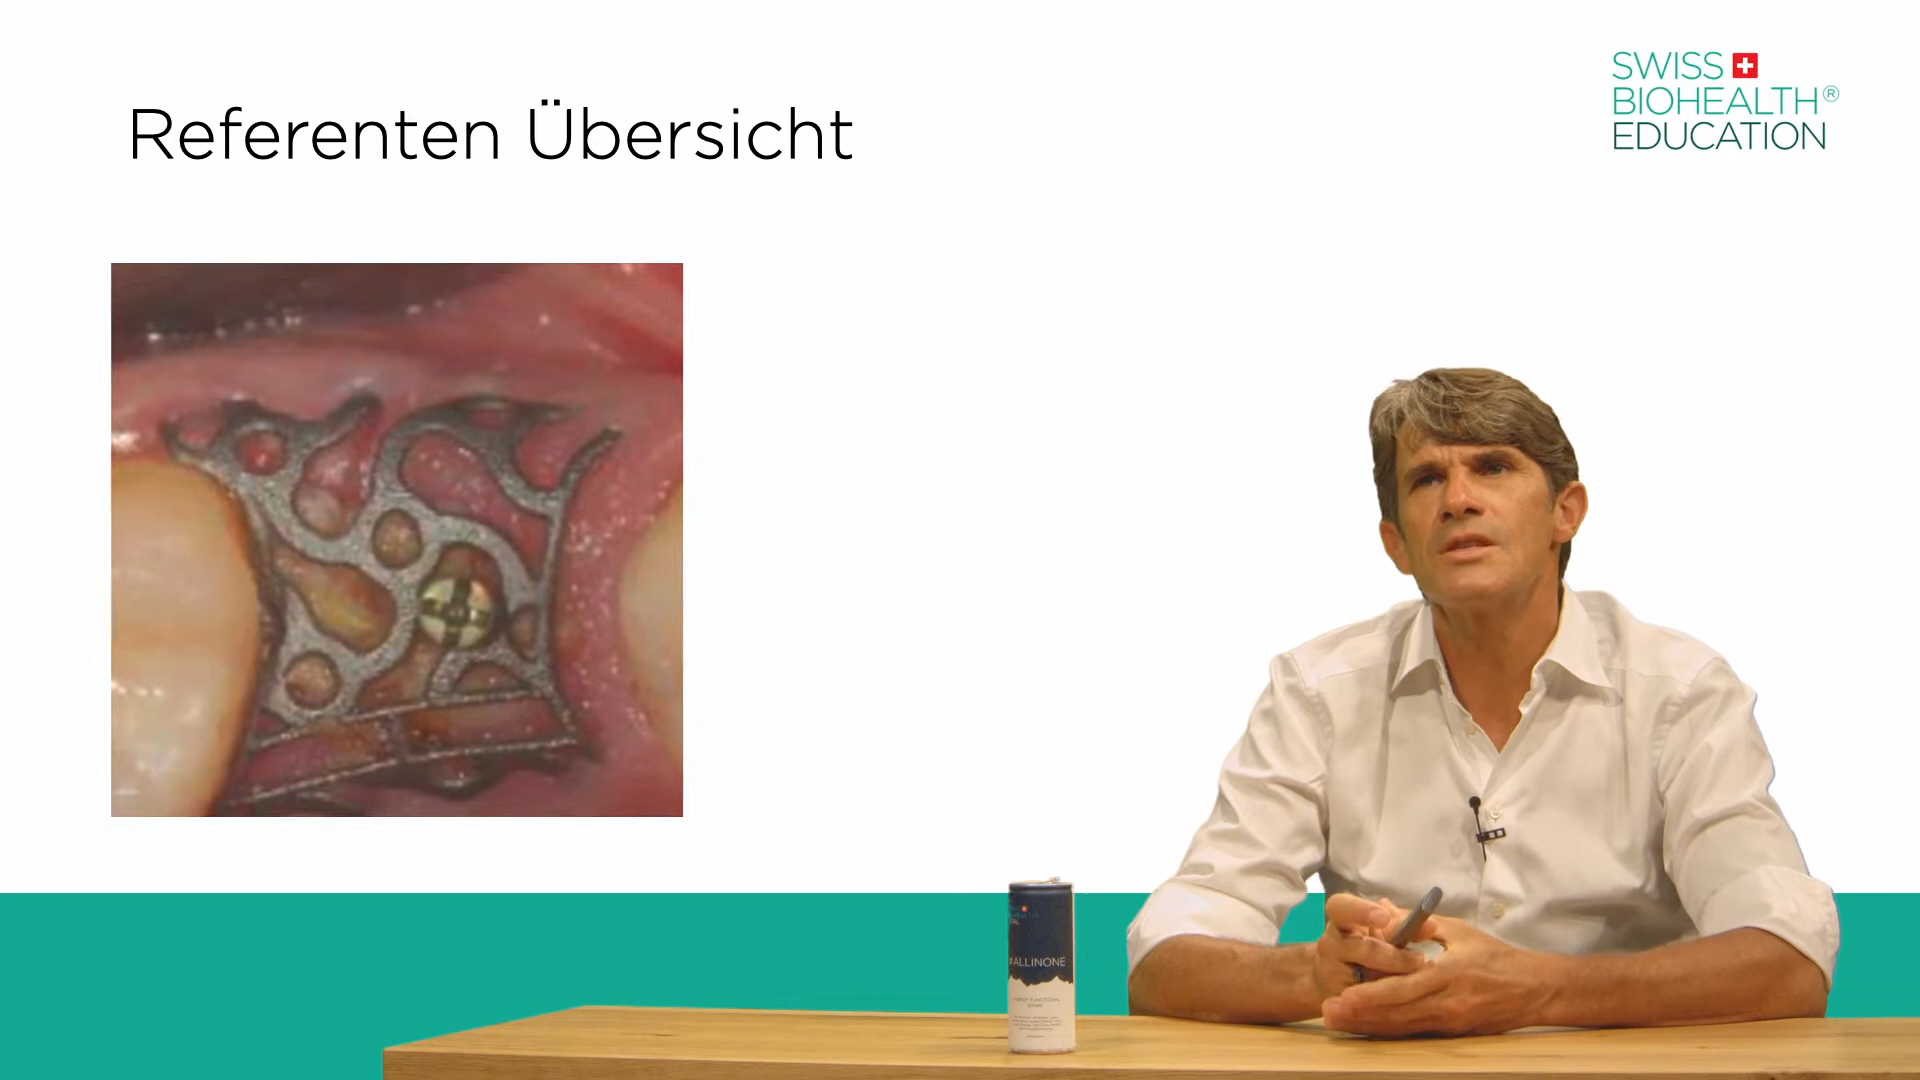 Referenten Übersicht
SWISS
BIOHEALTH®
EDUCATION
#ALLINONE